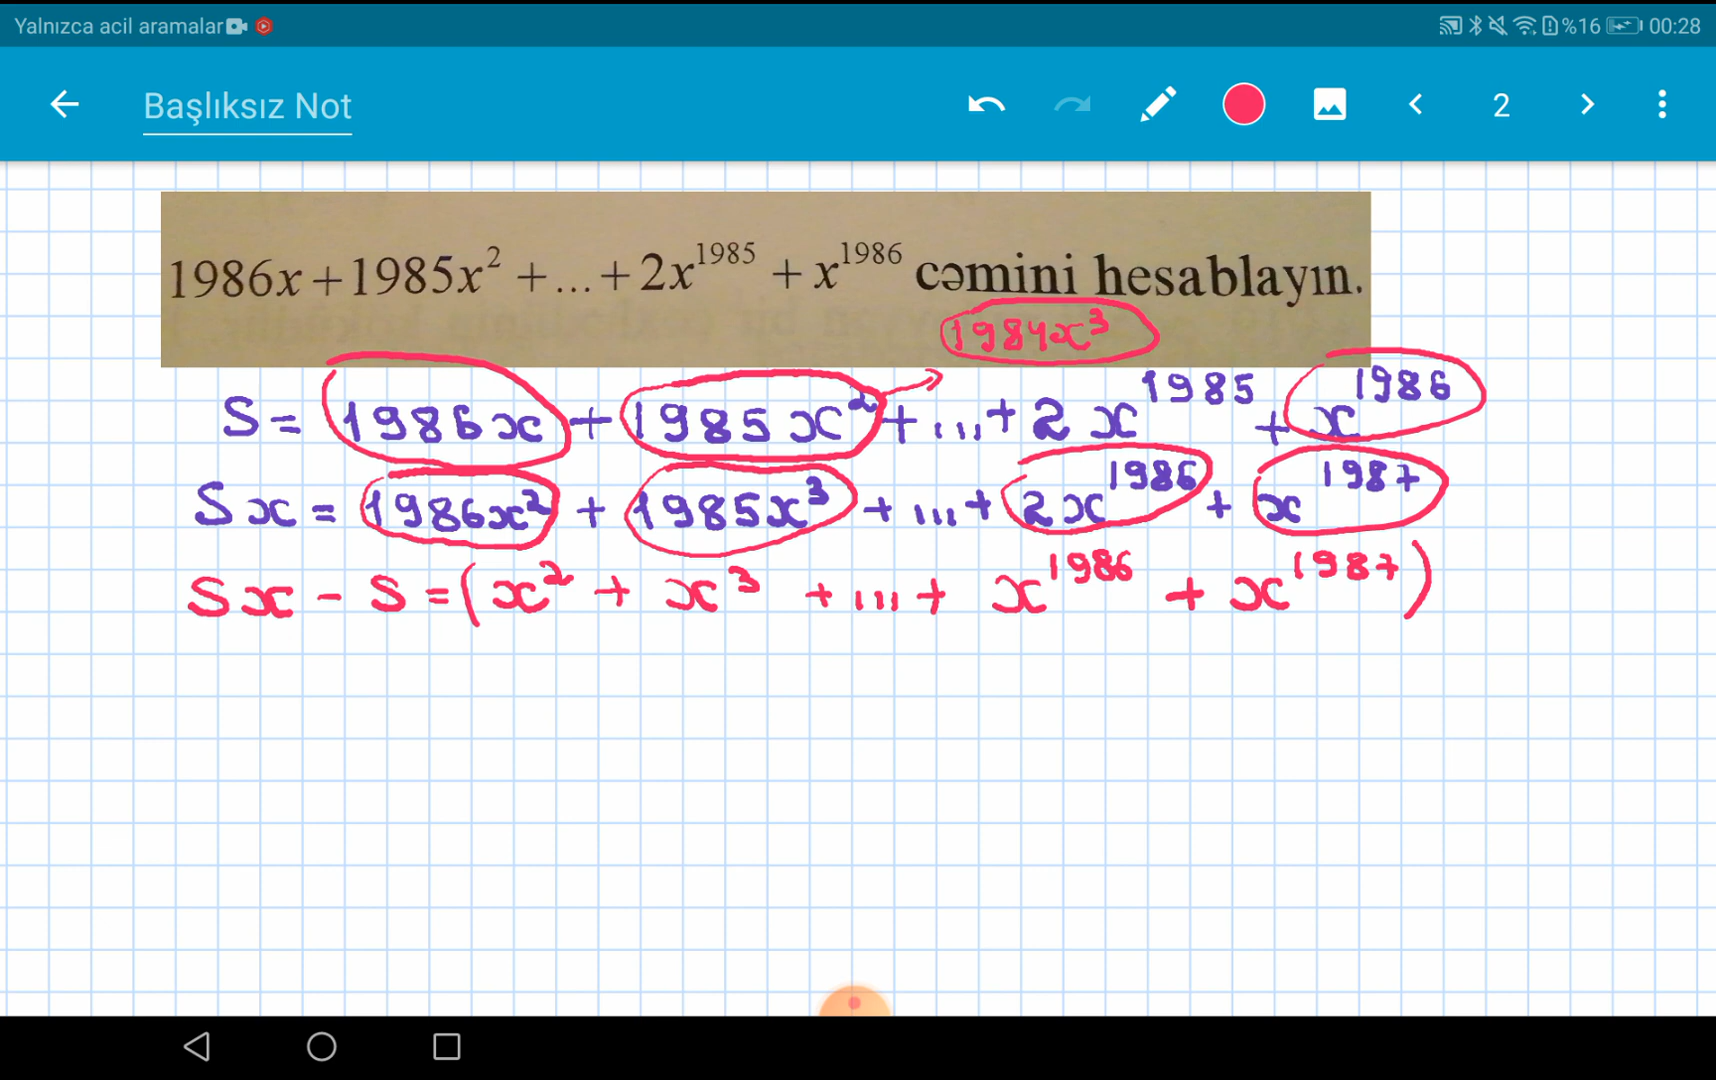 Yalnızca acil aramalar %16 00:28
Başlıksız Not 2
1986x+1985x² +...+2x¹⁹⁸⁵ +x¹⁹⁸⁶ cəmini hesablayın.
1984x³
S= 1986x+1985x²+...+2x¹⁹⁸⁵+x¹⁹⁸⁶
Sx=1986x²+1985x³+...+2x¹⁹⁸⁶+x¹⁹⁸⁷
Sx-S=(x²+x³+...+x¹⁹⁸⁶+x¹⁹⁸⁷)